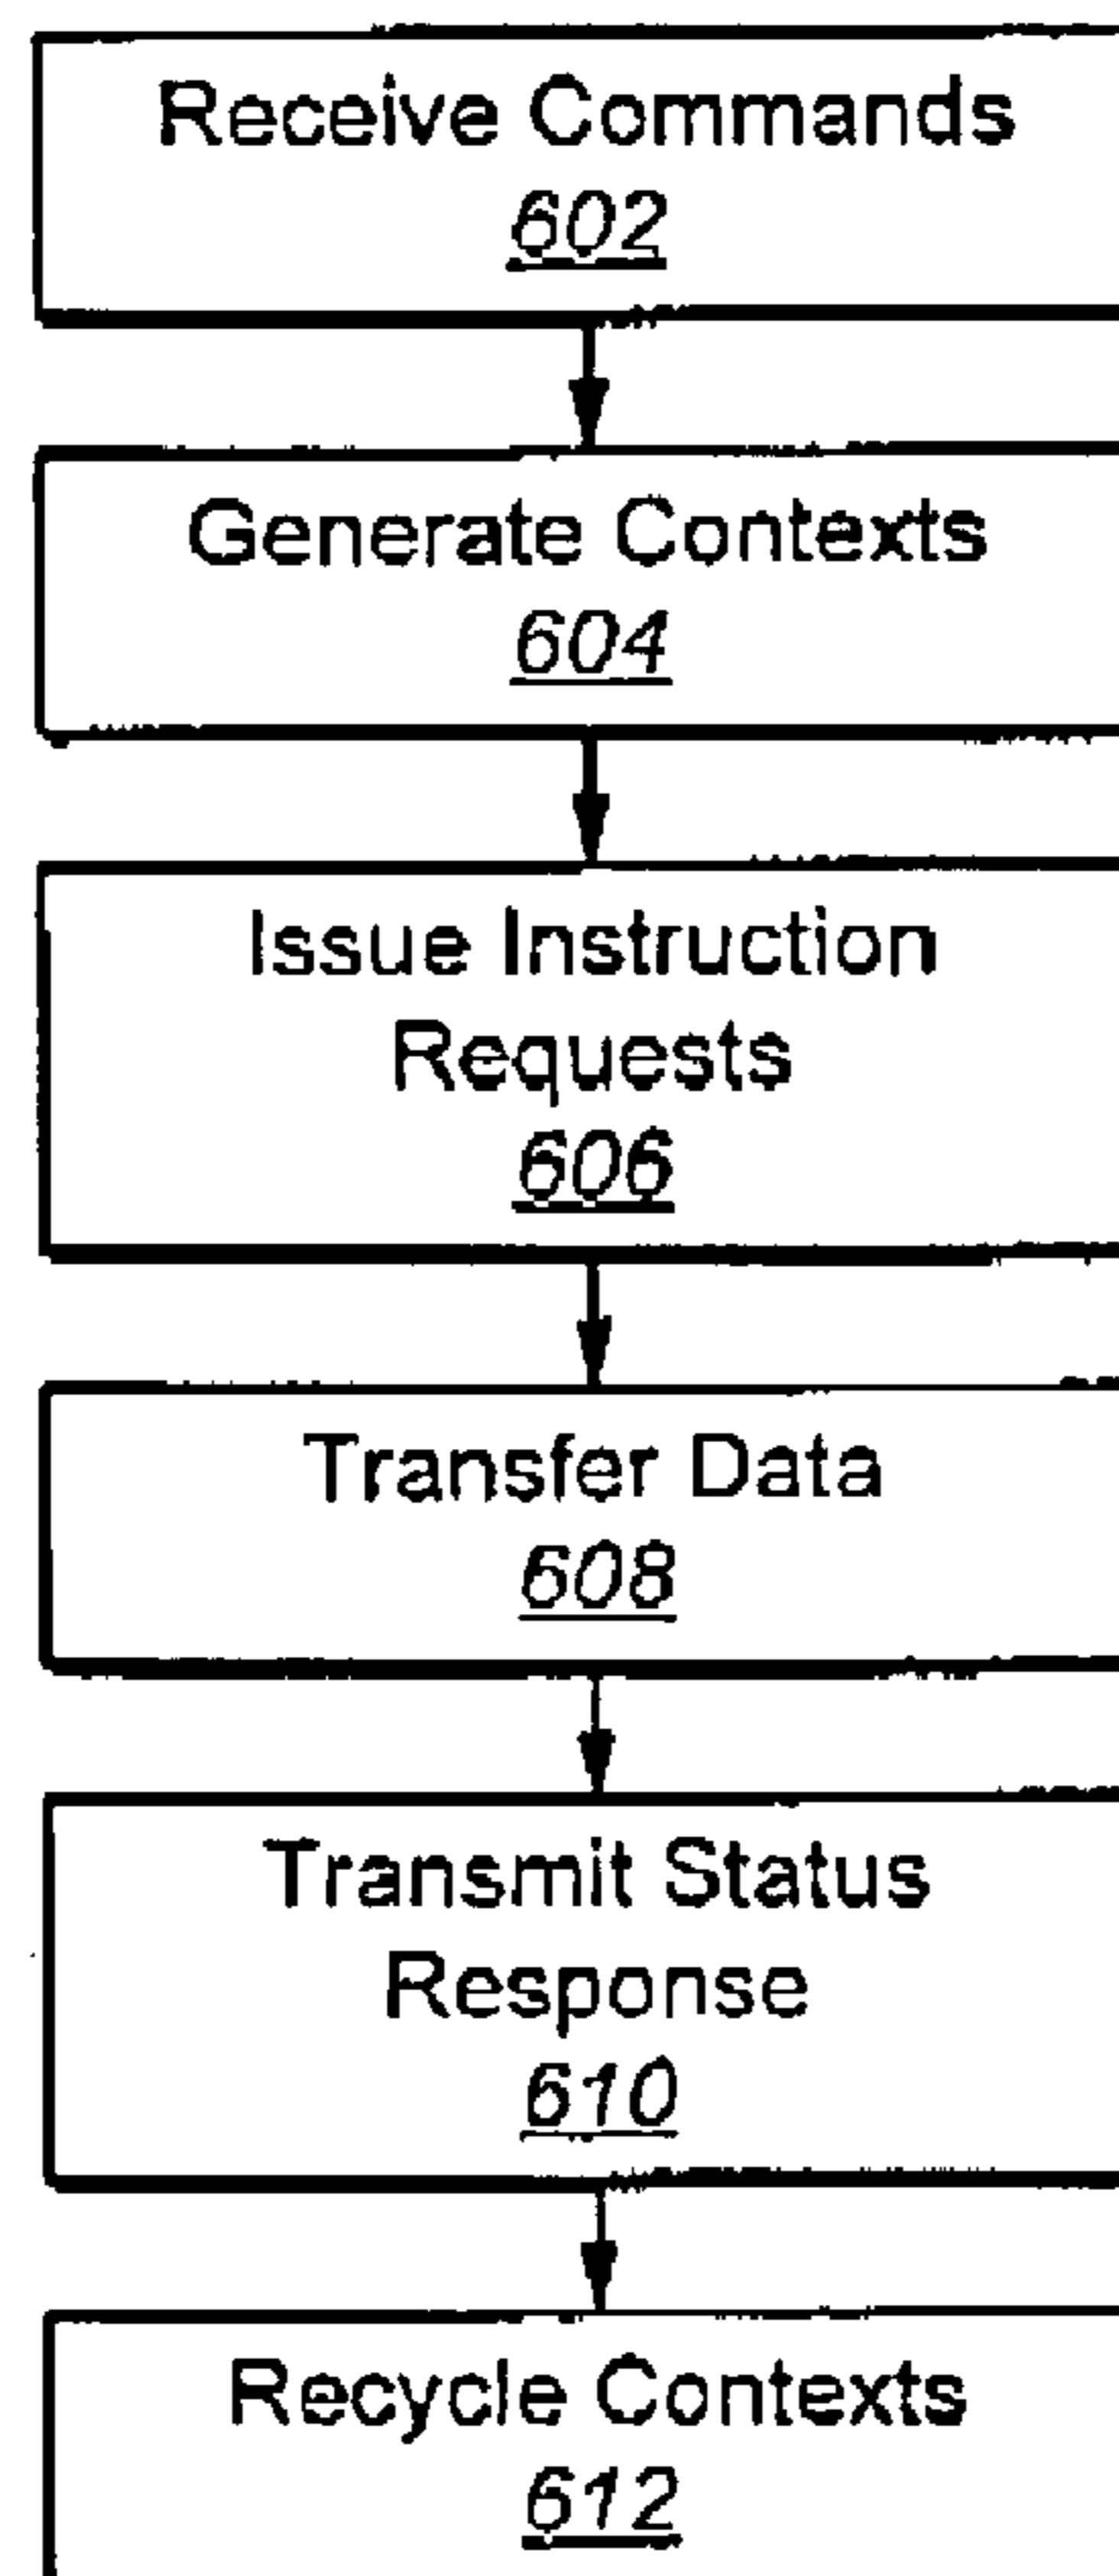 Receive Commands
602
Generate Contexts
604
Issue Instruction
Requests
606
Transfer Data
608
Transmit Status
Response
610
Recycle Contexts
612